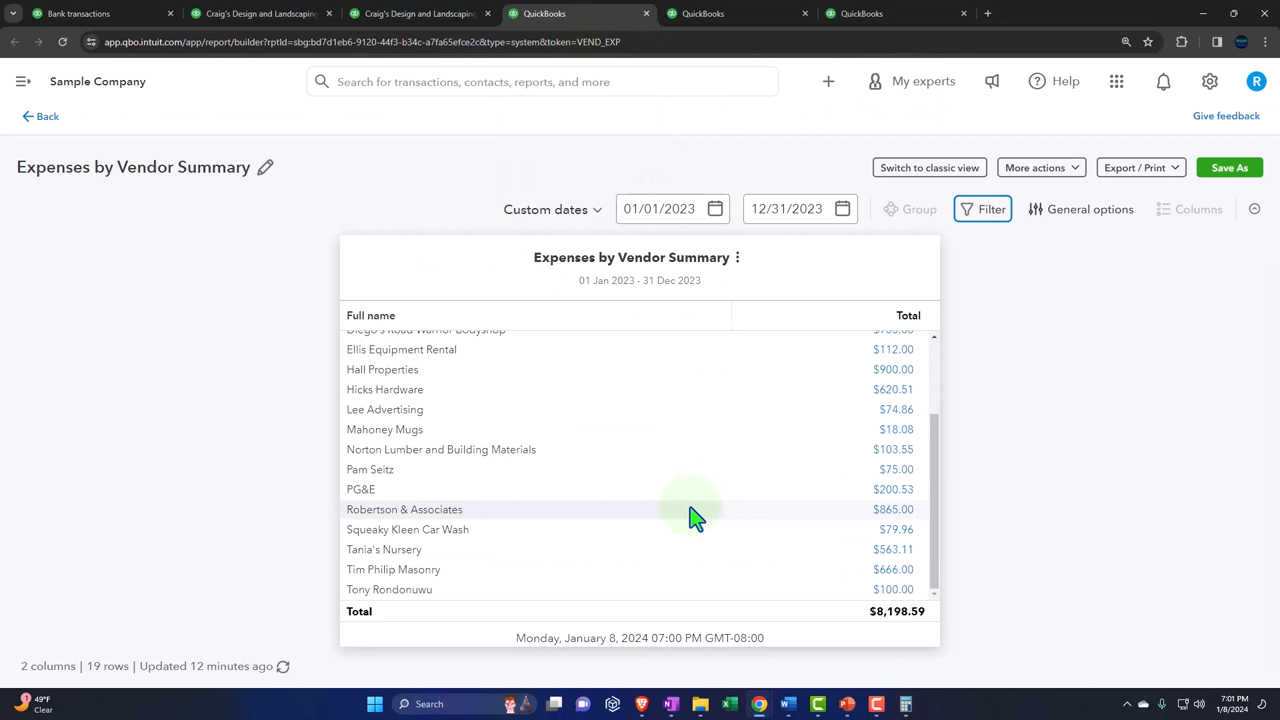 Bank transactions
Craig's Design and Landscaping
Craig's Design and Landscaping
QuickBooks
QuickBooks
QuickBooks
app.qbo.intuit.com/app/report/builder?rptId=sbg:bd7d1eb6-9120-44f3-b34c-a7fa65efce2c&type=system&token=VEND_EXP
Sample Company
Search for transactions, contacts, reports, and more
My experts
Help
R
Back
Give feedback
Expenses by Vendor Summary
Switch to classic view
More actions
Export / Print
Save As
Custom dates
01/01/2023
12/31/2023
Group
Filter
General options
Columns
Expenses by Vendor Summary
01 Jan 2023 - 31 Dec 2023
Full name Total
Diego's Road Warrior Bodyshop $755.00
Ellis Equipment Rental $112.00
Hall Properties $900.00
Hicks Hardware $620.51
Lee Advertising $74.86
Mahoney Mugs $18.08
Norton Lumber and Building Materials $103.55
Pam Seitz $75.00
PG&E $200.53
Robertson & Associates $865.00
Squeaky Kleen Car Wash $79.96
Tania's Nursery $563.11
Tim Philip Masonry $666.00
Tony Rondonuwu $100.00
Total $8,198.59
Monday, January 8, 2024 07:00 PM GMT-08:00
2 columns | 19 rows | Updated 12 minutes ago
49°F
Clear
Search
7:01 PM
1/8/2024